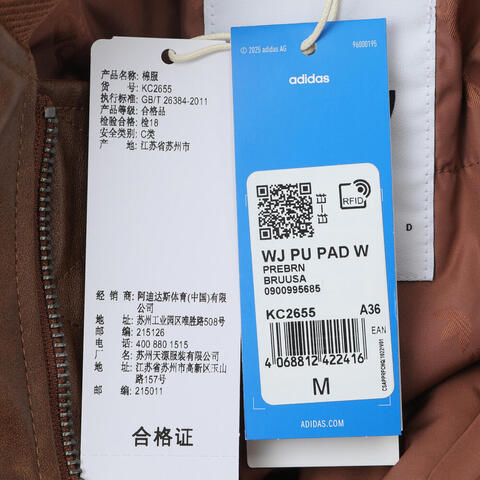 产品名称: 棉服
货　　号: KC2655
执行标准: GB/T 26384-2011
产品等级: 合格品
检验合格: 检18
安全类别: C类
产　　地: 江苏省苏州市
经 销 商: 阿迪达斯体育(中国)有限
公司
地　　址: 苏州工业园区唯胜路508号
邮　　编: 215126
电　　话: 400 880 1515
厂　　名: 苏州天源服装有限公司
地　　址: 江苏省苏州市高新区玉山
路157号
邮　　编: 215011
合格证
© 2025 adidas AG
96000195
adidas
RFID
WJ PU PAD W
PREBRN
BRUUSA
0900995685
KC2655
A36
EAN
4 068812 422416
M
ADIDAS.COM
D